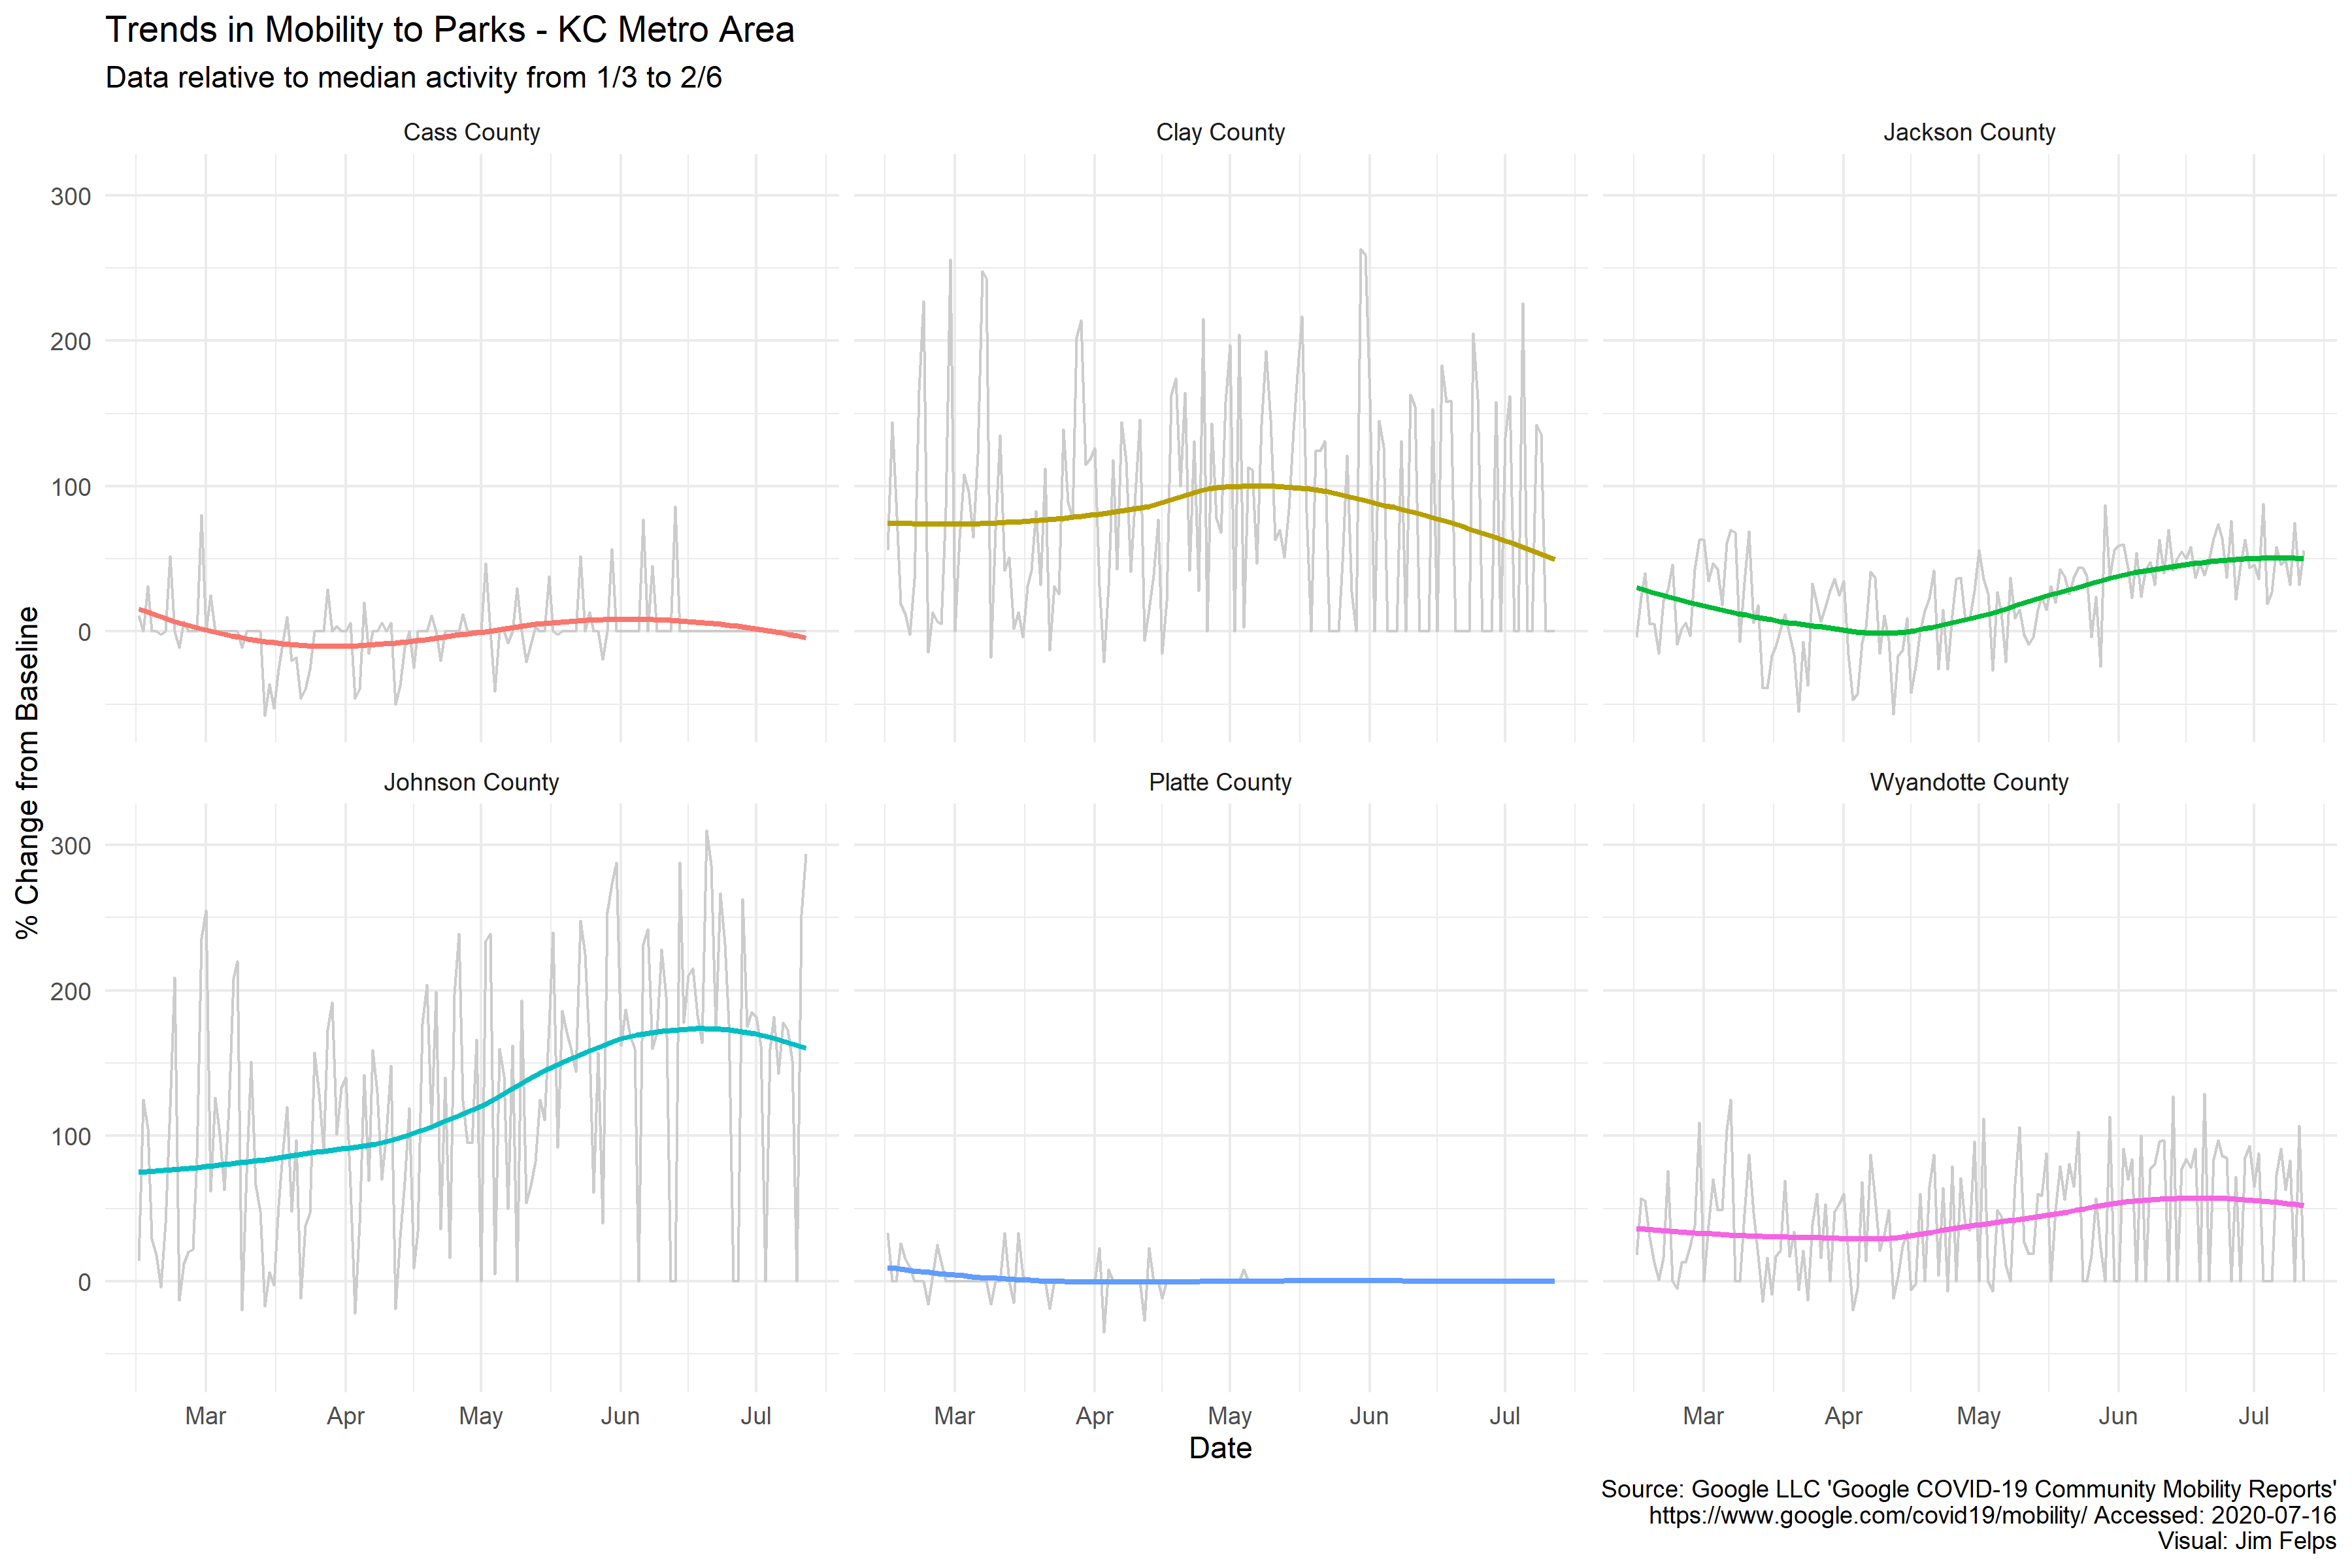 Trends in Mobility to Parks - KC Metro Area
Data relative to median activity from 1/3 to 2/6
Cass County
Clay County
Jackson County
300
200
100
0
% Change from Baseline
Johnson County
Platte County
Wyandotte County
300
200
100
0
Mar Apr May Jun Jul
Mar Apr May Jun Jul
Mar Apr May Jun Jul
Date
Source: Google LLC 'Google COVID-19 Community Mobility Reports'
https://www.google.com/covid19/mobility/ Accessed: 2020-07-16
Visual: Jim Felps